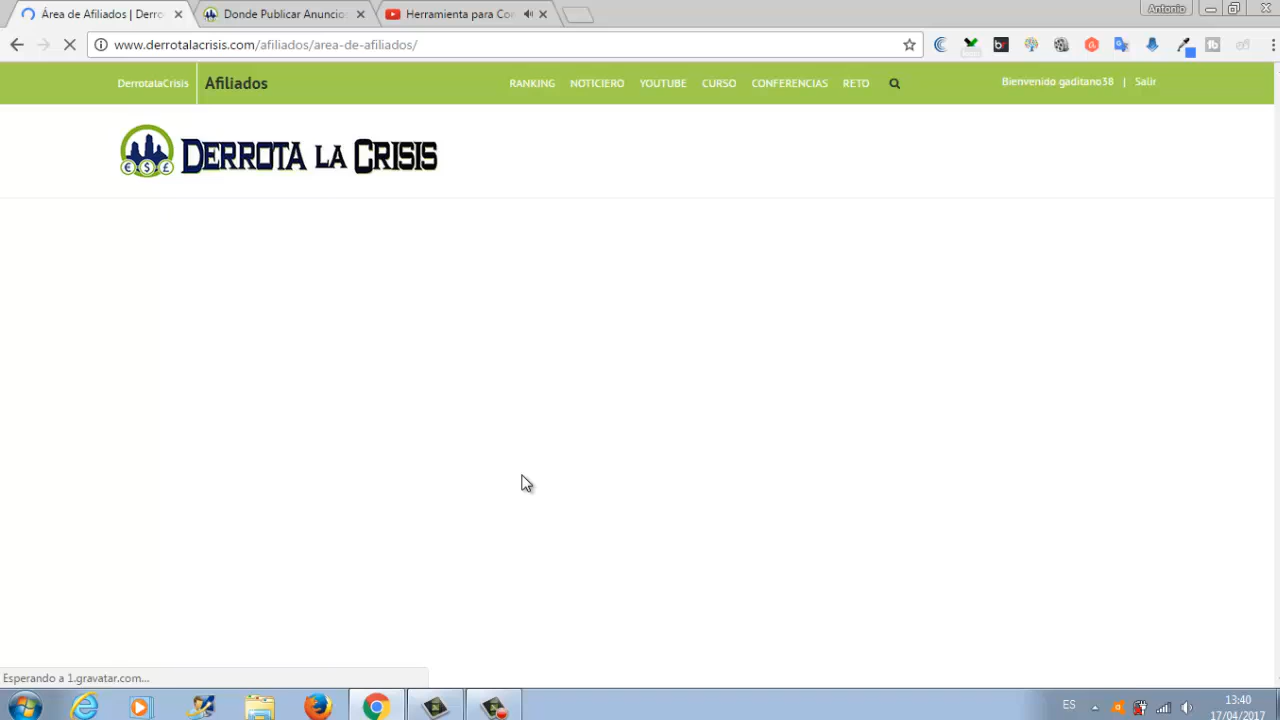 Área de Afiliados | Derro
Donde Publicar Anuncios
Herramienta para Co
Antonio
www.derrotalacrisis.com/afiliados/area-de-afiliados/
DerrotalaCrisis
Afiliados
RANKING
NOTICIERO
YOUTUBE
CURSO
CONFERENCIAS
RETO
Bienvenido gaditano38 | Salir
DERROTA LA CRISIS
Esperando a 1.gravatar.com...
ES
13:40
17/04/2017